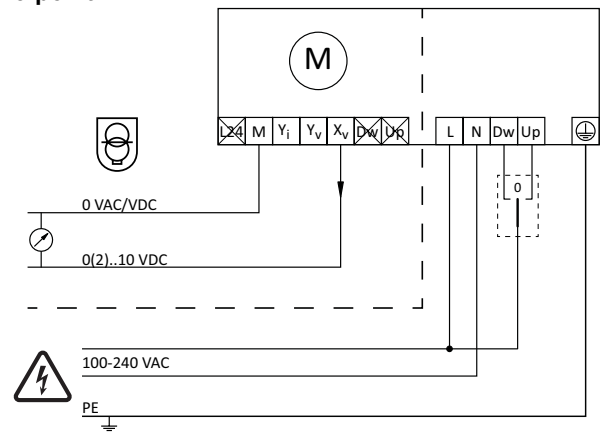 M
L24 M Yi Yv Xv Dw Up L N Dw Up
0
0 VAC/VDC
0(2)..10 VDC
100-240 VAC
PE